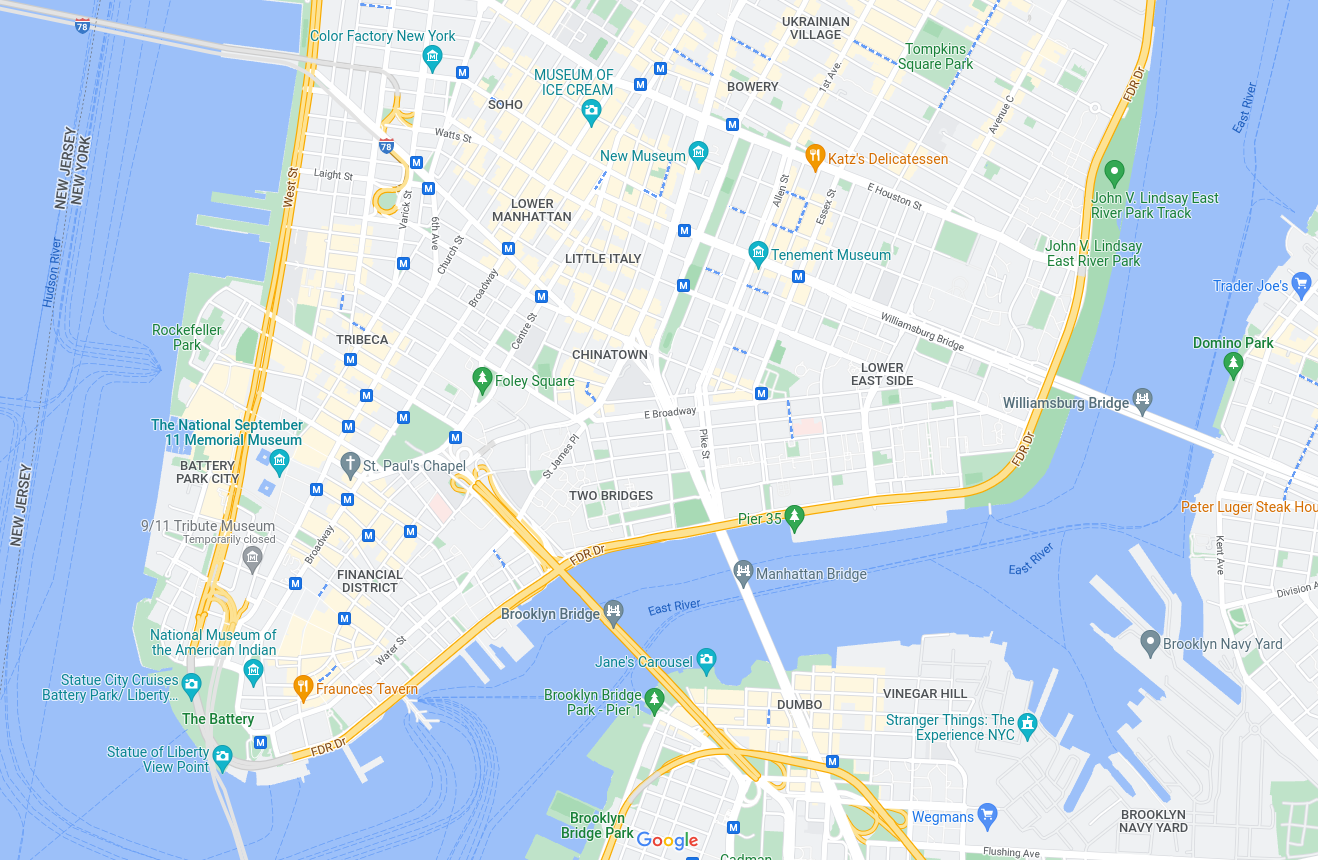 UKRAINIAN
VILLAGE
78
Color Factory New York
Tompkins
Square Park
MUSEUM OF
ICE CREAM
BOWERY
1st Ave.
FDR Dr
SOHO
Avenue C
East River
Watts St
78
New Museum
Katz's Delicatessen
NEW JERSEY
NEW YORK
West St
Laight St
Varick St
6th Ave
LOWER
MANHATTAN
Allen St
Essex St
E Houston St
John V. Lindsay East
River Park Track
Church St
LITTLE ITALY
Tenement Museum
John V. Lindsay
East River Park
Hudson River
Broadway
Trader Joe's
Rockefeller
Park
TRIBECA
Centre St
CHINATOWN
Williamsburg Bridge
Domino Park
Foley Square
LOWER
EAST SIDE
Williamsburg Bridge
E Broadway
The National September
11 Memorial Museum
Pike St
St James Pl
FDR Dr
BATTERY
PARK CITY
St. Paul's Chapel
NEW JERSEY
TWO BRIDGES
Peter Luger Steak Hou
9/11 Tribute Museum
Temporarily closed
Broadway
Pier 35
FDR Dr
East River
Kent Ave
FINANCIAL
DISTRICT
Manhattan Bridge
Division A
Brooklyn Bridge
East River
National Museum of
the American Indian
Water St
Jane's Carousel
Brooklyn Navy Yard
Statue City Cruises
Battery Park/ Liberty...
Fraunces Tavern
Brooklyn Bridge
Park - Pier 1
DUMBO
VINEGAR HILL
The Battery
Stranger Things: The
Experience NYC
FDR Dr
Statue of Liberty
View Point
Brooklyn
Bridge Park
Google
Wegmans
BROOKLYN
NAVY YARD
Cadman
Flushing Ave